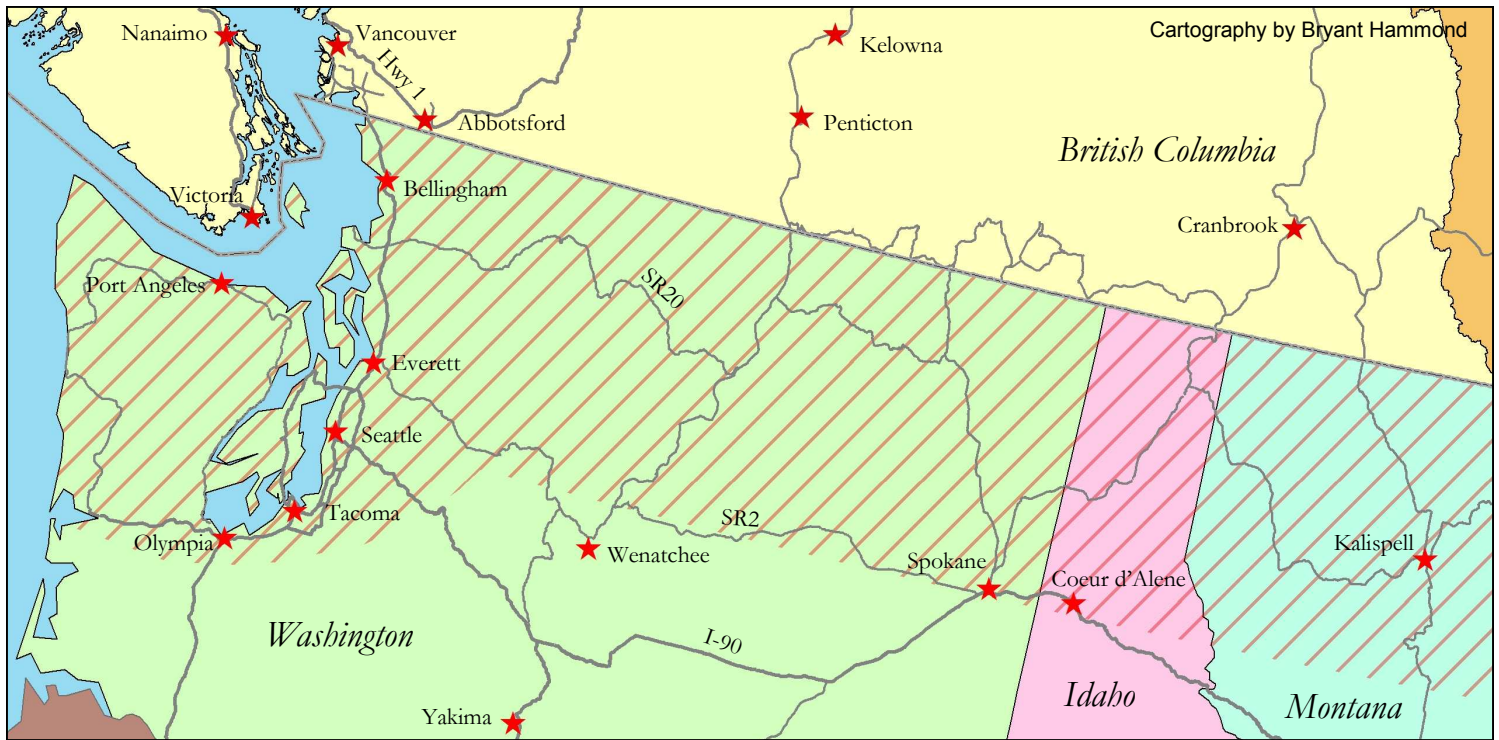 Nanaimo
Vancouver
Cartography by Bryant Hammond
Kelowna
Hwy 1
Abbotsford
Penticton
British Columbia
Bellingham
Victoria
Cranbrook
Port Angeles
SR20
Everett
Seattle
Tacoma
SR2
Olympia
Wenatchee
Spokane
Kalispell
Coeur d'Alene
Washington
I-90
Idaho
Montana
Yakima